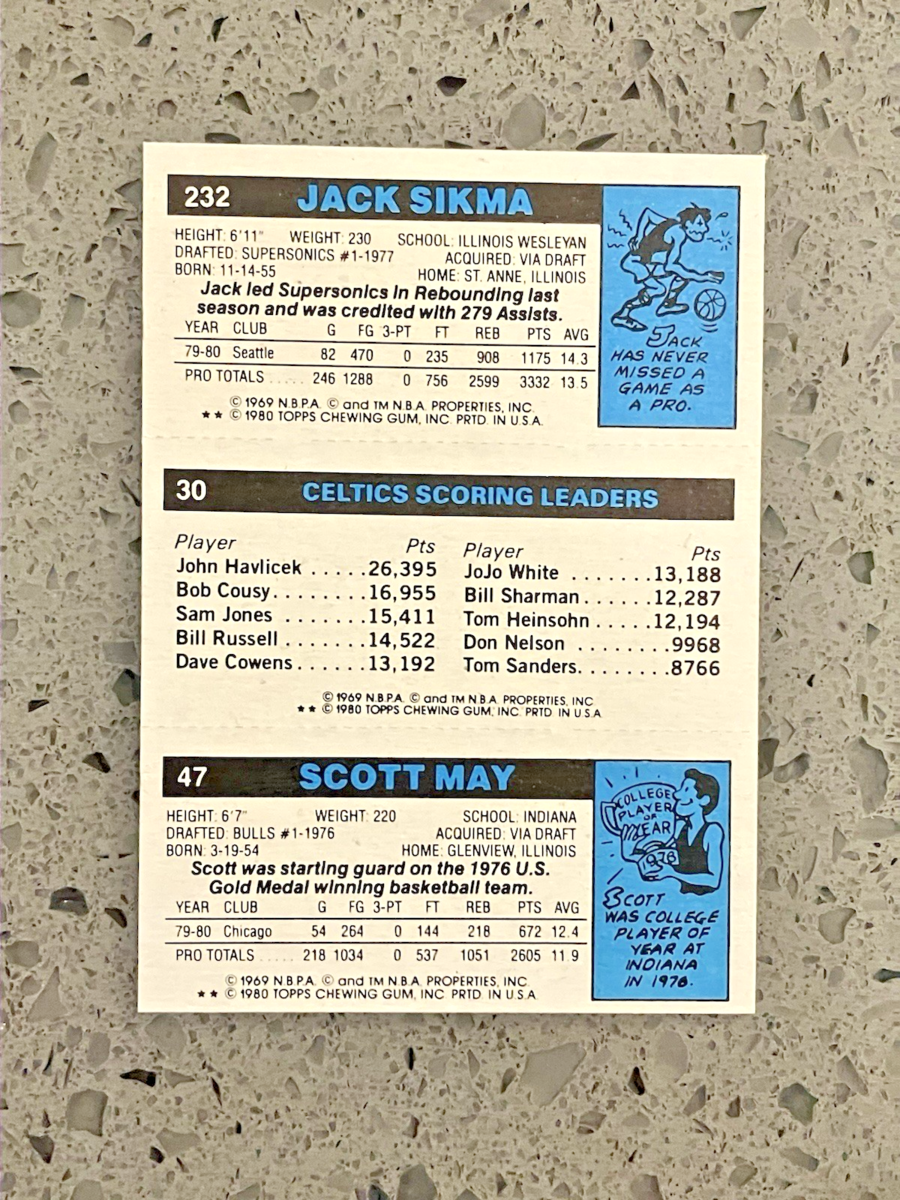 232 JACK SIKMA
HEIGHT: 6'11" WEIGHT: 230 SCHOOL: ILLINOIS WESLEYAN
DRAFTED: SUPERSONICS #1-1977 ACQUIRED: VIA DRAFT
BORN: 11-14-55 HOME: ST. ANNE, ILLINOIS
Jack led Supersonics in Rebounding last
season and was credited with 279 Assists.
YEAR CLUB G FG 3-PT FT REB PTS AVG
79-80 Seattle 82 470 0 235 908 1175 14.3
PRO TOTALS ..... 246 1288 0 756 2599 3332 13.5
© 1969 N.B.P.A. © and TM N.B.A. PROPERTIES, INC.
★★ © 1980 TOPPS CHEWING GUM, INC. PRTD. IN U.S.A.
JACK
HAS NEVER
MISSED A
GAME AS
A PRO.
30 CELTICS SCORING LEADERS
Player Pts Player Pts
John Havlicek .....26,395 JoJo White .......13,188
Bob Cousy........16,955 Bill Sharman......12,287
Sam Jones .......15,411 Tom Heinsohn .....12,194
Bill Russell .......14,522 Don Nelson ........9968
Dave Cowens......13,192 Tom Sanders........8766
© 1969 N.B.P.A. © and TM N.B.A. PROPERTIES, INC.
★★ © 1980 TOPPS CHEWING GUM, INC. PRTD. IN U.S.A.
47 SCOTT MAY
HEIGHT: 6'7" WEIGHT: 220 SCHOOL: INDIANA
DRAFTED: BULLS #1-1976 ACQUIRED: VIA DRAFT
BORN: 3-19-54 HOME: GLENVIEW, ILLINOIS
Scott was starting guard on the 1976 U.S.
Gold Medal winning basketball team.
YEAR CLUB G FG 3-PT FT REB PTS AVG
79-80 Chicago 54 264 0 144 218 672 12.4
PRO TOTALS ..... 218 1034 0 537 1051 2605 11.9
© 1969 N.B.P.A. © and TM N.B.A. PROPERTIES, INC.
★★ © 1980 TOPPS CHEWING GUM, INC. PRTD. IN U.S.A.
COLLEGE
PLAYER
OF
YEAR
1976
SCOTT
WAS COLLEGE
PLAYER OF
YEAR AT
INDIANA
IN 1976.